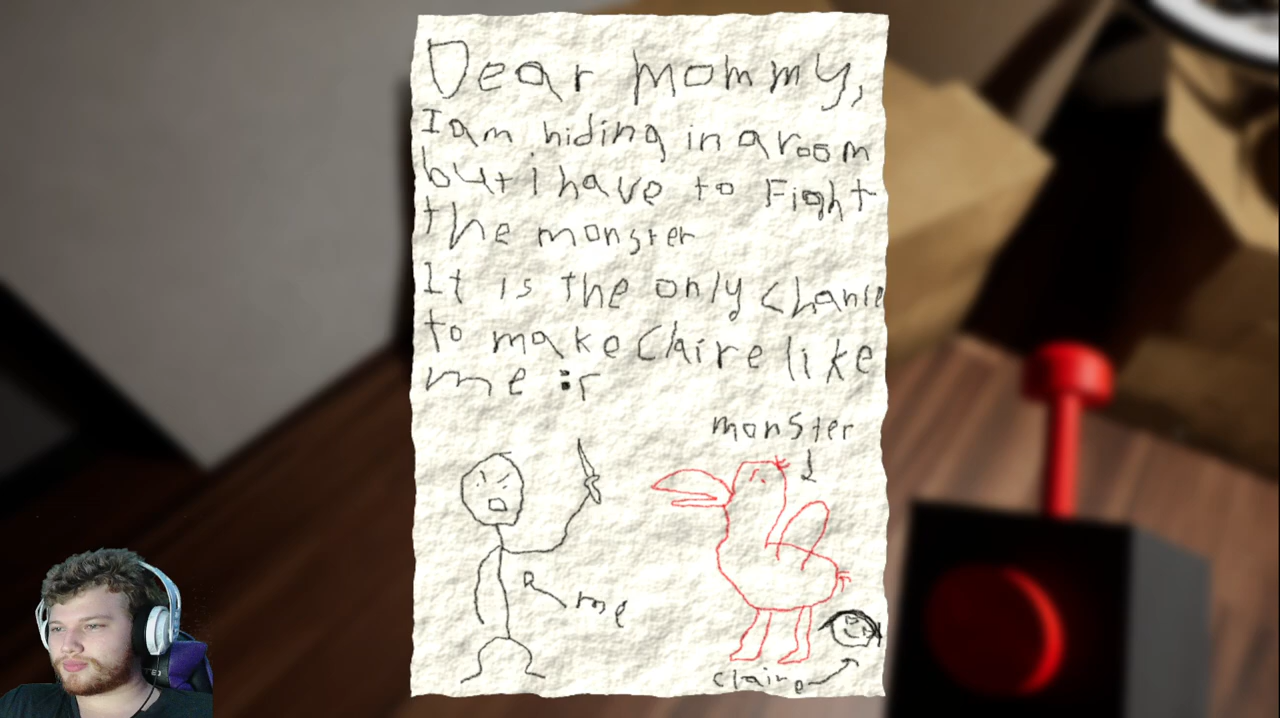 Dear mommy,
I am hiding in a room
but i have to Fight
the monster
It is the only chance
to make Claire like
me :r
monster
me
claire